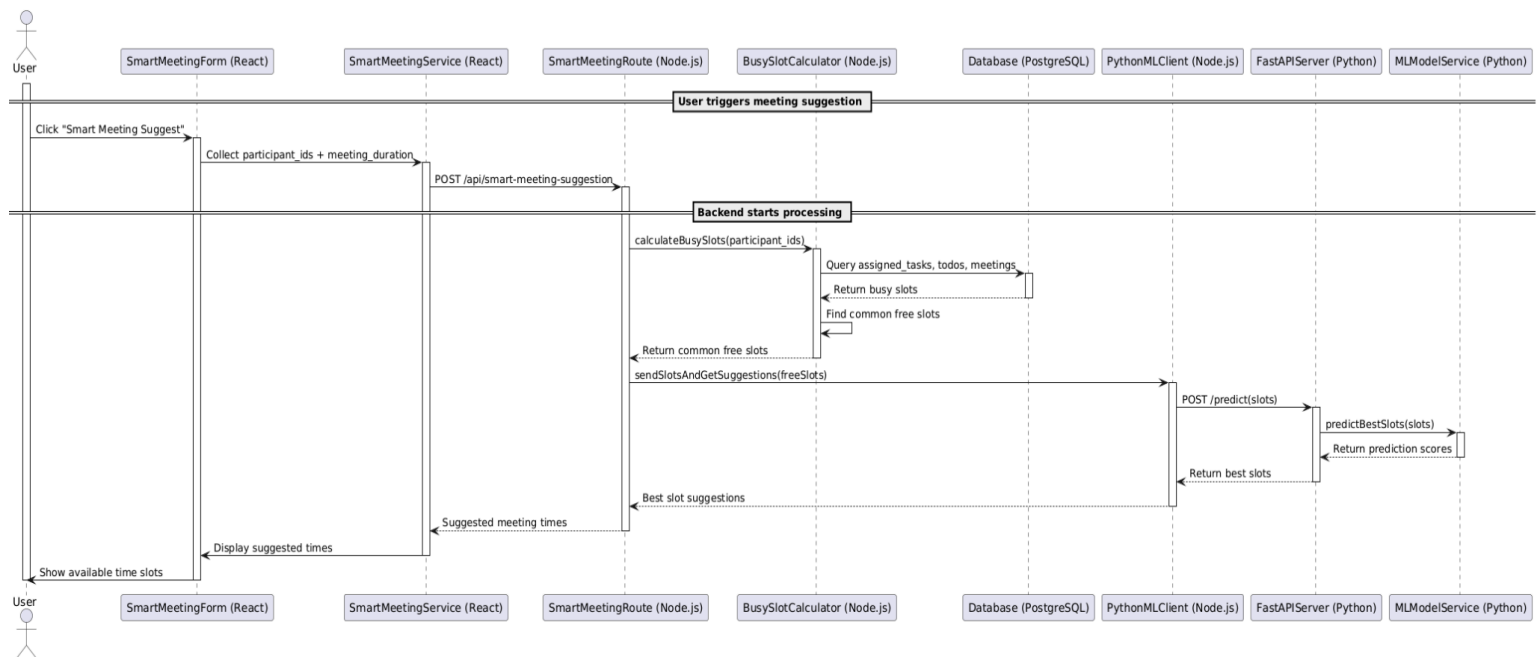 User
SmartMeetingForm (React)
SmartMeetingService (React)
SmartMeetingRoute (Node.js)
BusySlotCalculator (Node.js)
Database (PostgreSQL)
PythonMLClient (Node.js)
FastAPIServer (Python)
MLModelService (Python)
User triggers meeting suggestion
Click "Smart Meeting Suggest"
Collect participant_ids + meeting_duration
POST /api/smart-meeting-suggestion
Backend starts processing
calculateBusySlots(participant_ids)
Query assigned_tasks, todos, meetings
Return busy slots
Find common free slots
Return common free slots
sendSlotsAndGetSuggestions(freeSlots)
POST /predict(slots)
predictBestSlots(slots)
Return prediction scores
Return best slots
Best slot suggestions
Suggested meeting times
Display suggested times
Show available time slots
User
SmartMeetingForm (React)
SmartMeetingService (React)
SmartMeetingRoute (Node.js)
BusySlotCalculator (Node.js)
Database (PostgreSQL)
PythonMLClient (Node.js)
FastAPIServer (Python)
MLModelService (Python)